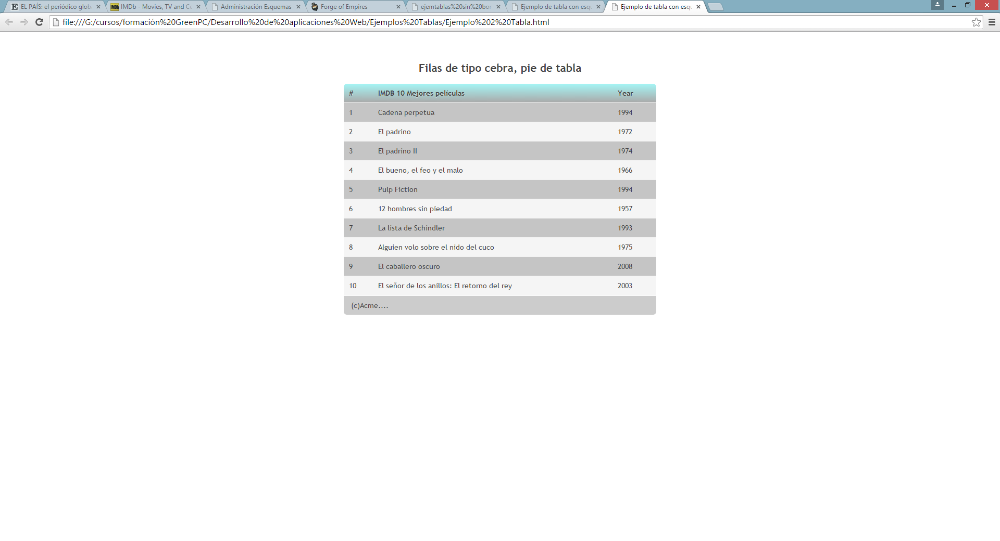 EL PAÍS: el periódico glob
IMDb - Movies, TV and Ce
Administración Esquemas
Forge of Empires
ejemtablas%20sin%20bor
Ejemplo de tabla con esqu
Ejemplo de tabla con esqu
file:///G:/cursos/formación%20GreenPC/Desarrollo%20de%20aplicaciones%20Web/Ejemplos%20Tablas/Ejemplo%202%20Tabla.html
Filas de tipo cebra, pie de tabla
# IMDB 10 Mejores películas Year
1 Cadena perpetua 1994
2 El padrino 1972
3 El padrino II 1974
4 El bueno, el feo y el malo 1966
5 Pulp Fiction 1994
6 12 hombres sin piedad 1957
7 La lista de Schindler 1993
8 Alguien volo sobre el nido del cuco 1975
9 El caballero oscuro 2008
10 El señor de los anillos: El retorno del rey 2003
(c)Acme....